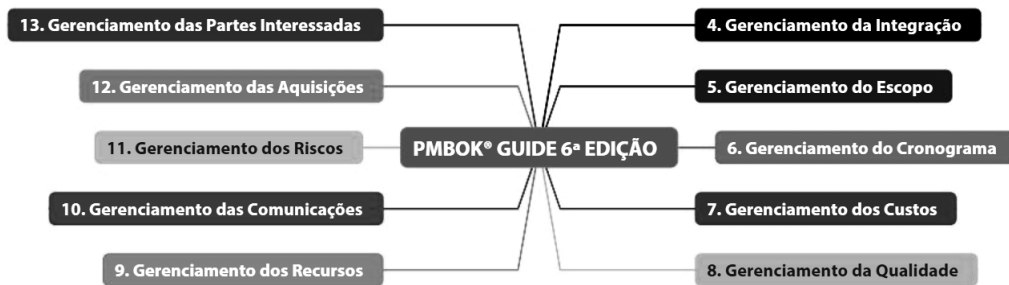 13. Gerenciamento das Partes Interessadas
4. Gerenciamento da Integração
12. Gerenciamento das Aquisições
5. Gerenciamento do Escopo
11. Gerenciamento dos Riscos
PMBOK® GUIDE 6ª EDIÇÃO
6. Gerenciamento do Cronograma
10. Gerenciamento das Comunicações
7. Gerenciamento dos Custos
9. Gerenciamento dos Recursos
8. Gerenciamento da Qualidade